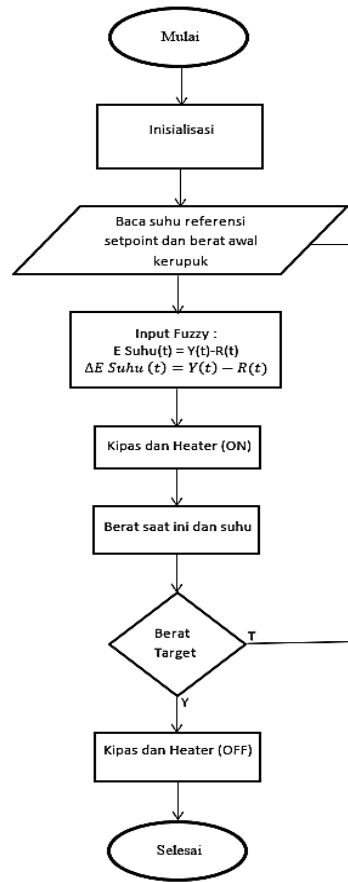 Mulai
Inisialisasi
Baca suhu referensi
setpoint dan berat awal
kerupuk
Input Fuzzy :
E Suhu(t) = Y(t)-R(t)
ΔE Suhu (t) = Y(t) − R(t)
Kipas dan Heater (ON)
Berat saat ini dan suhu
Berat
Target
T
Y
Kipas dan Heater (OFF)
Selesai